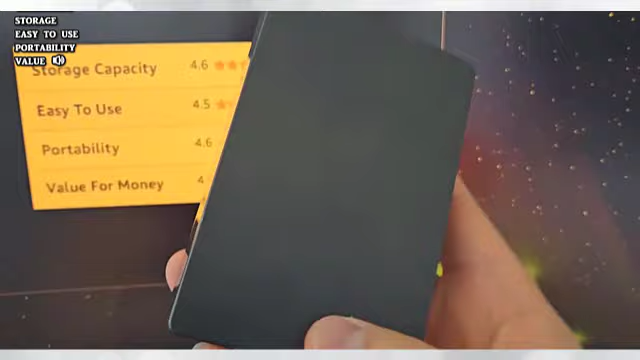 STORAGE
EASY TO USE
PORTABILITY
VALUE
Storage Capacity 4.6
Easy To Use 4.5
Portability 4.6
Value For Money 4